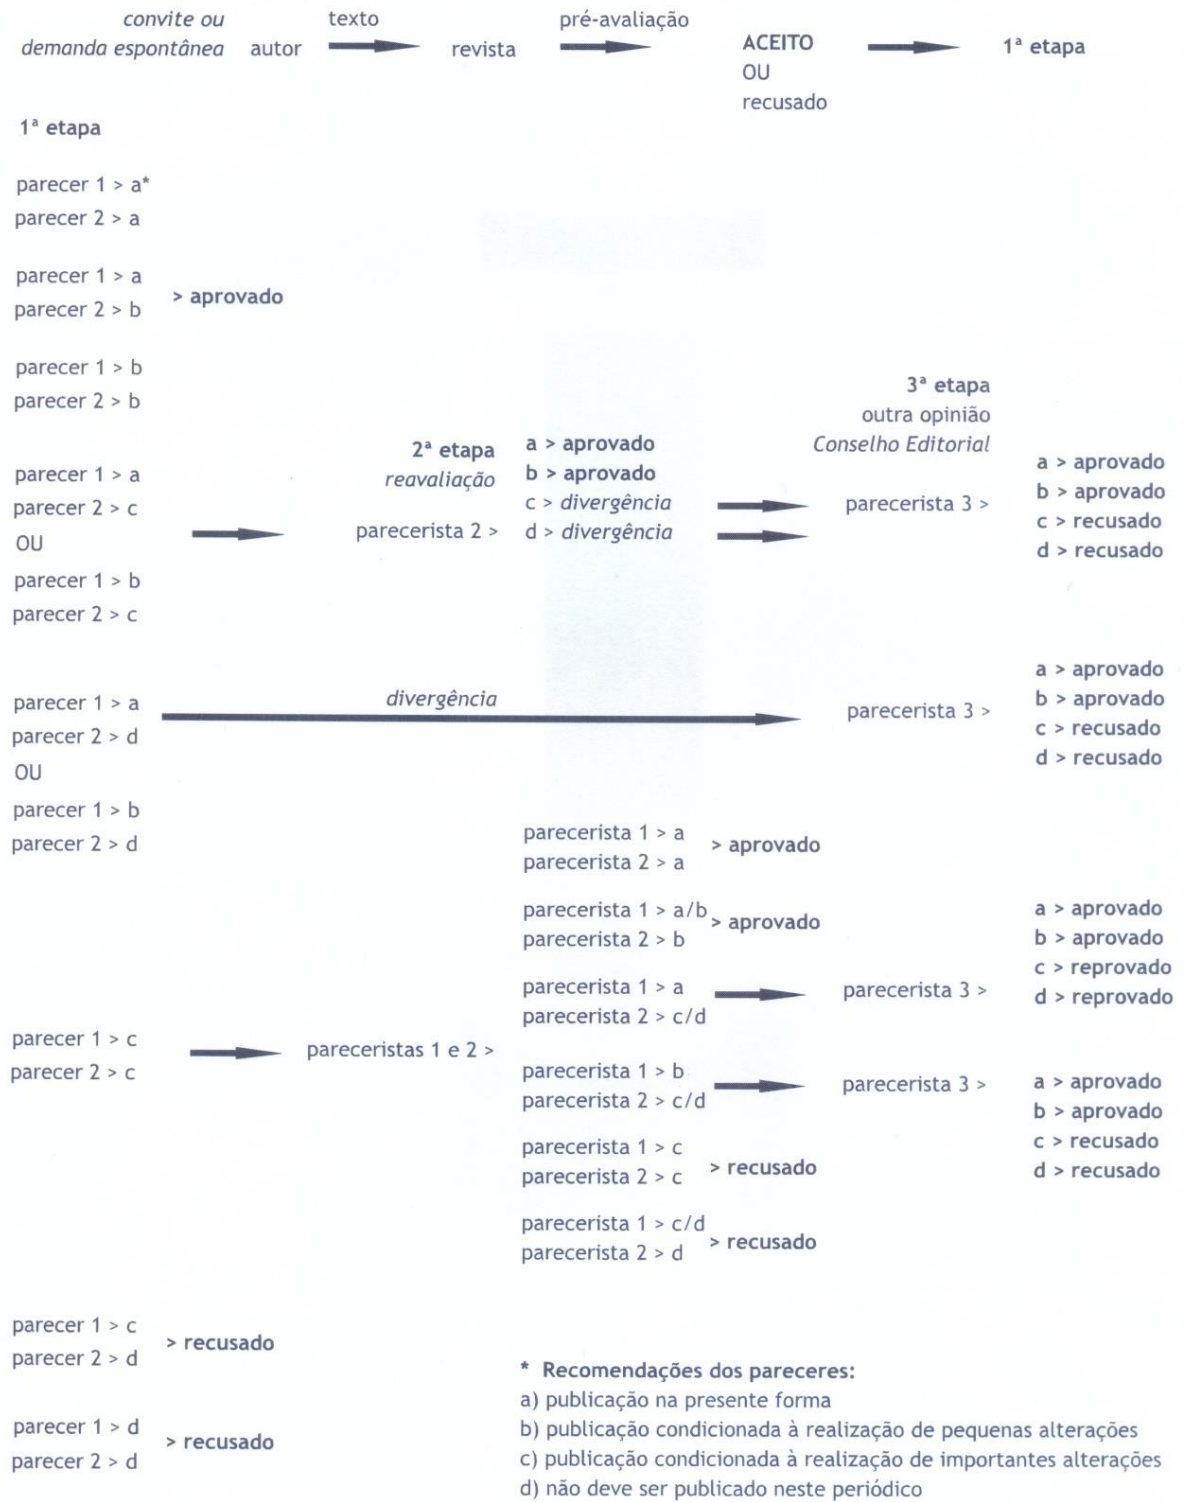 convite ou
demanda espontânea autor texto revista pré-avaliação ACEITO 1ª etapa
OU
recusado
1ª etapa
parecer 1 > a*
parecer 2 > a
parecer 1 > a
parecer 2 > b
> aprovado
parecer 1 > b
parecer 2 > b
parecer 1 > a
parecer 2 > c
OU
parecer 1 > b
parecer 2 > c
2ª etapa
reavaliação
parecerista 2 >
a > aprovado
b > aprovado
c > divergência
d > divergência
3ª etapa
outra opinião
Conselho Editorial
parecerista 3 >
a > aprovado
b > aprovado
c > recusado
d > recusado
parecer 1 > a
parecer 2 > d
OU
parecer 1 > b
parecer 2 > d
divergência
parecerista 3 >
a > aprovado
b > aprovado
c > recusado
d > recusado
parecer 1 > c
parecer 2 > c
pareceristas 1 e 2 >
parecerista 1 > a
parecerista 2 > a
> aprovado
parecerista 1 > a/b
parecerista 2 > b
> aprovado
parecerista 1 > a
parecerista 2 > c/d
parecerista 3 >
a > aprovado
b > aprovado
c > reprovado
d > reprovado
parecerista 1 > b
parecerista 2 > c/d
parecerista 3 >
a > aprovado
b > aprovado
c > recusado
d > recusado
parecerista 1 > c
parecerista 2 > c
> recusado
parecerista 1 > c/d
parecerista 2 > d
> recusado
parecer 1 > c
parecer 2 > d
> recusado
parecer 1 > d
parecer 2 > d
> recusado
* Recomendações dos pareceres:
a) publicação na presente forma
b) publicação condicionada à realização de pequenas alterações
c) publicação condicionada à realização de importantes alterações
d) não deve ser publicado neste periódico